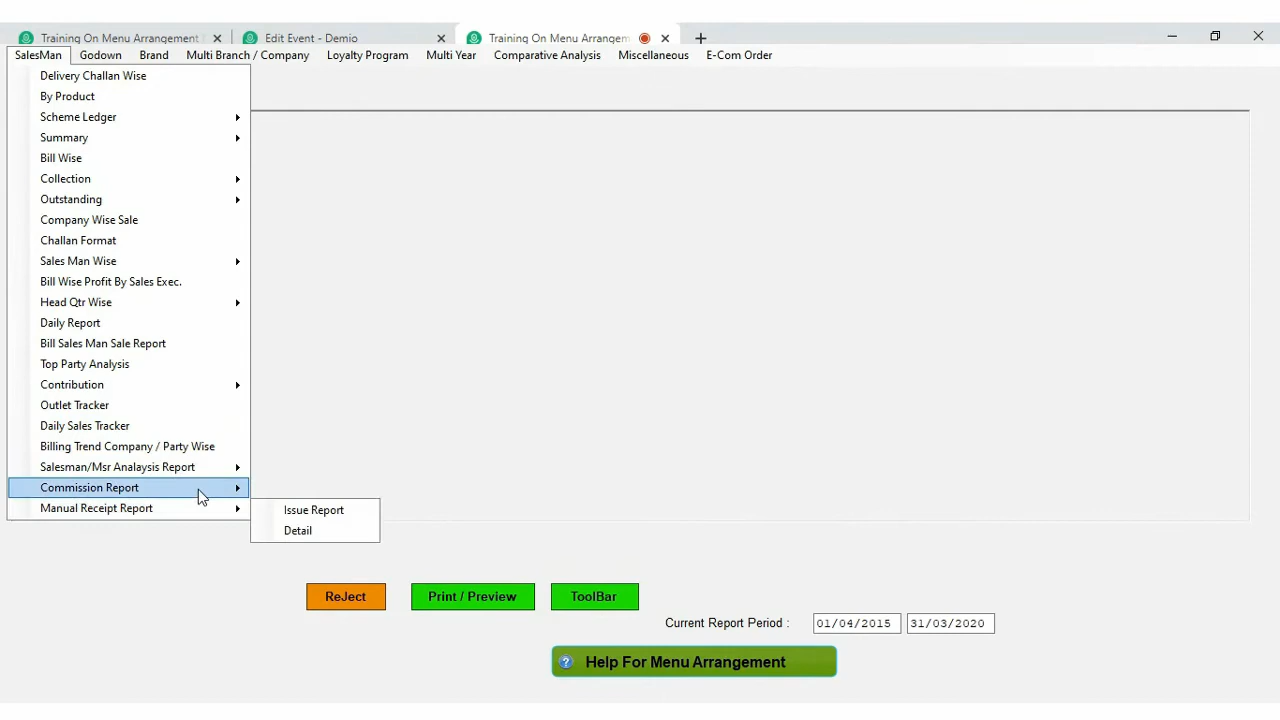 Training On Menu Arrangement
Edit Event - Demio
Training On Menu Arrangem
SalesMan Godown Brand Multi Branch / Company Loyalty Program Multi Year Comparative Analysis Miscellaneous E-Com Order
Delivery Challan Wise
By Product
Scheme Ledger
Summary
Bill Wise
Collection
Outstanding
Company Wise Sale
Challan Format
Sales Man Wise
Bill Wise Profit By Sales Exec.
Head Qtr Wise
Daily Report
Bill Sales Man Sale Report
Top Party Analysis
Contribution
Outlet Tracker
Daily Sales Tracker
Billing Trend Company / Party Wise
Salesman/Msr Analaysis Report
Commission Report
Manual Receipt Report
Issue Report
Detail
ReJect Print / Preview ToolBar
Current Report Period : 01/04/2015 31/03/2020
Help For Menu Arrangement